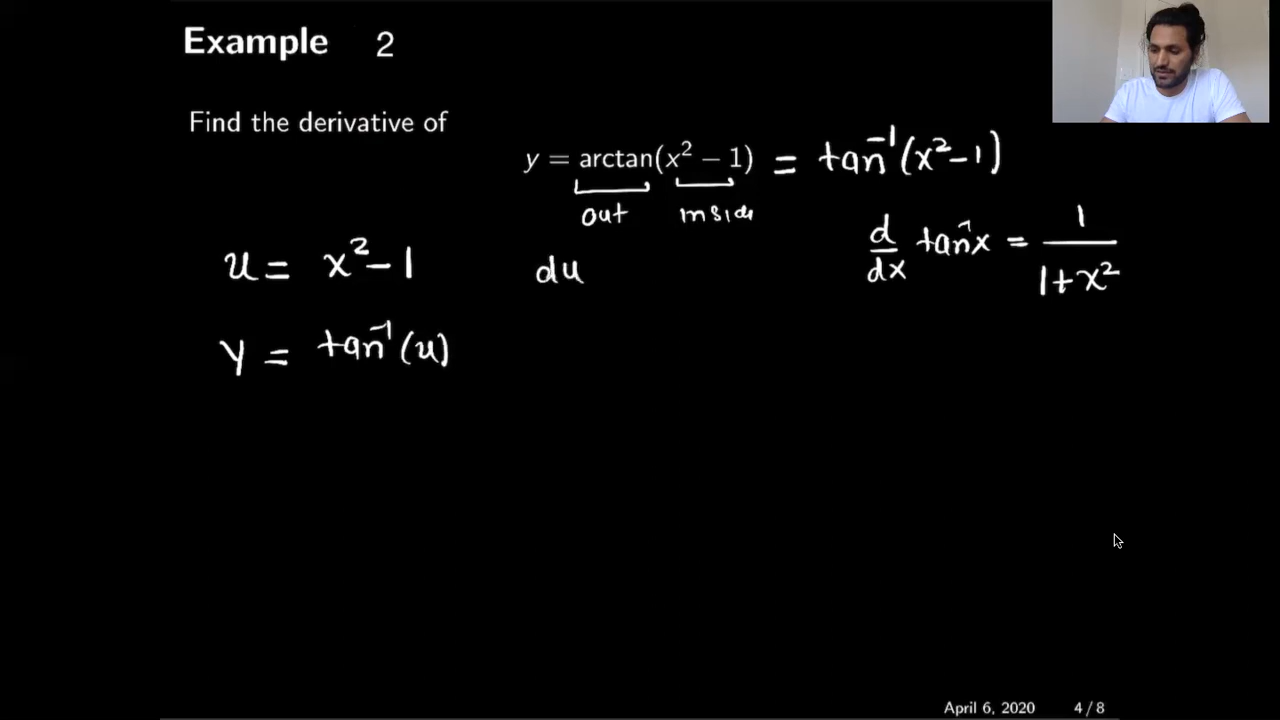 Example 2
Find the derivative of
y = arctan(x² − 1) = tan⁻¹(x²−1)
out inside
d/dx tan⁻¹x = 1/(1+x²)
u = x²−1 du
y = tan⁻¹(u)
April 6, 2020 4 / 8